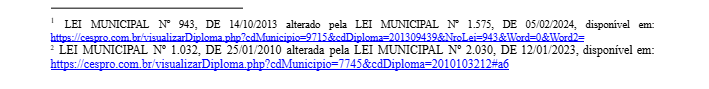 1 LEI MUNICIPAL Nº 943, DE 14/10/2013 alterado pela LEI MUNICIPAL Nº 1.575, DE 05/02/2024, disponível em:
https://cespro.com.br/visualizarDiploma.php?cdMunicipio=9715&cdDiploma=201309439&NroLei=943&Word=0&Word2=
2 LEI MUNICIPAL Nº 1.032, DE 25/01/2010 alterada pela LEI MUNICIPAL Nº 2.030, DE 12/01/2023, disponível em:
https://cespro.com.br/visualizarDiploma.php?cdMunicipio=7745&cdDiploma=2010103212#a6